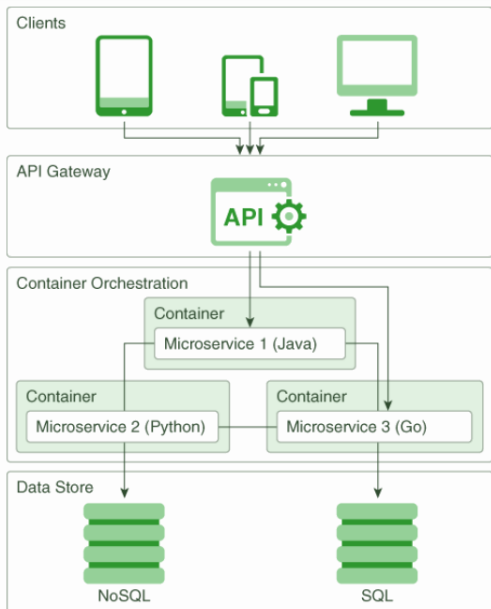 Clients
API Gateway
API
Container Orchestration
Container
Microservice 1 (Java)
Container
Container
Microservice 2 (Python)
Microservice 3 (Go)
Data Store
NoSQL
SQL